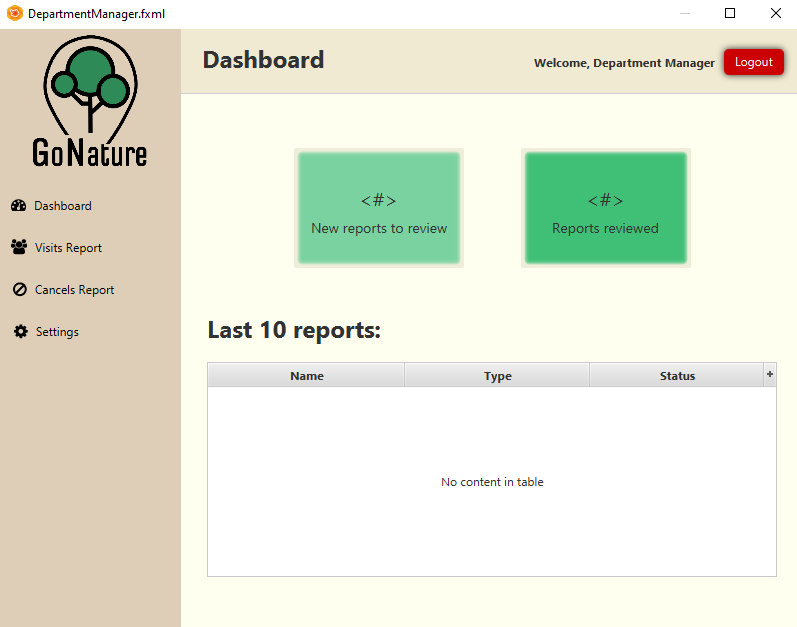 DepartmentManager.fxml
GoNature
Dashboard
Visits Report
Cancels Report
Settings
Dashboard
Welcome, Department Manager
Logout
<#>
New reports to review
<#>
Reports reviewed
Last 10 reports:
Name Type Status +
No content in table